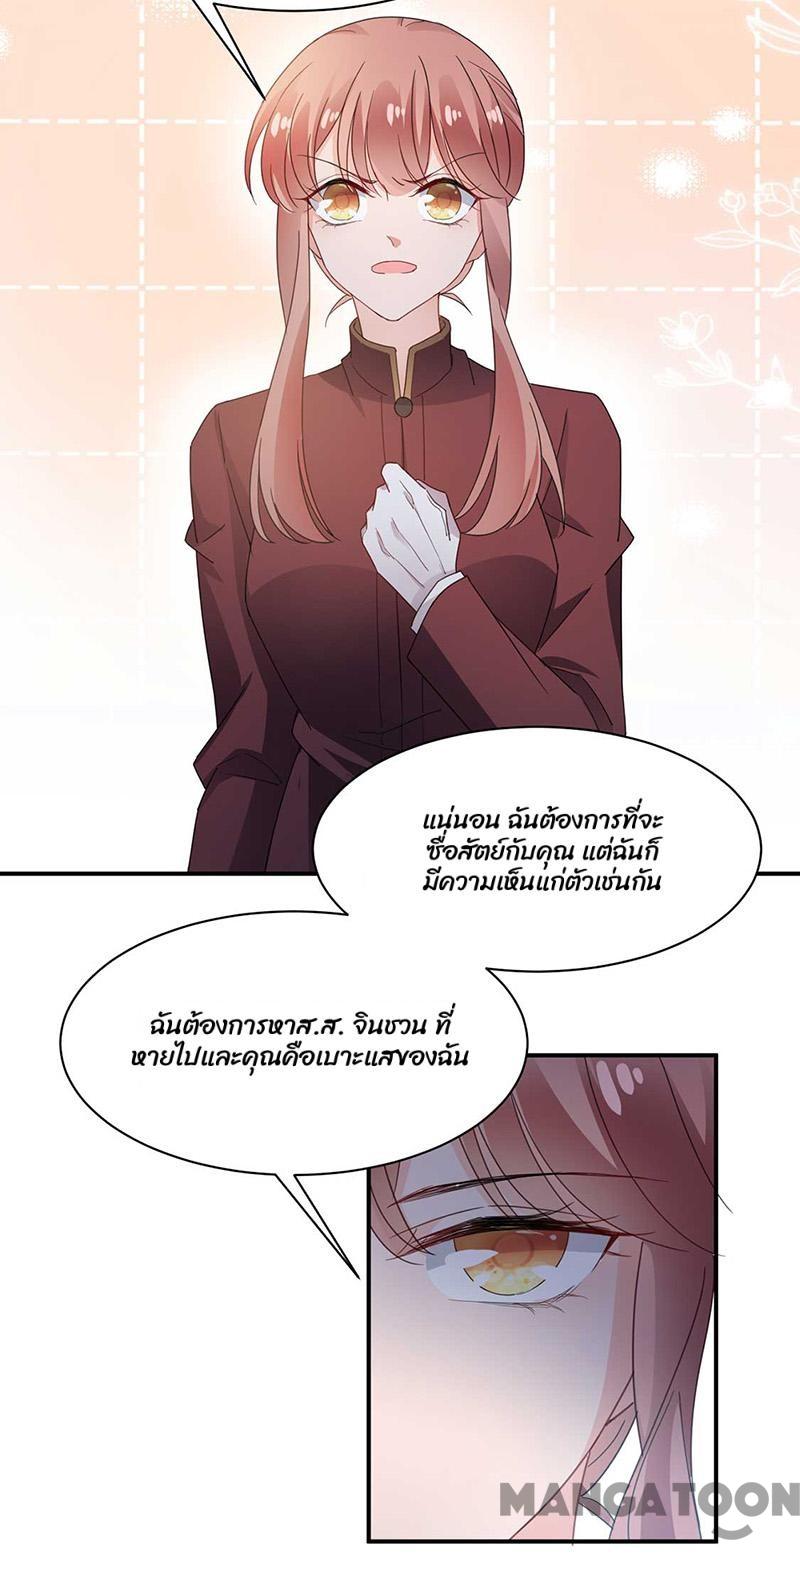 แน่นอน ฉันต้องการที่จะ
ซื่อสัตย์กับคุณ แต่ฉันก็
มีความเห็นแก่ตัวเช่นกัน
ฉันต้องการหาส.ส. จินชวน ที่
หายไปและคุณคือเบาะแสของฉัน
MANGATOON